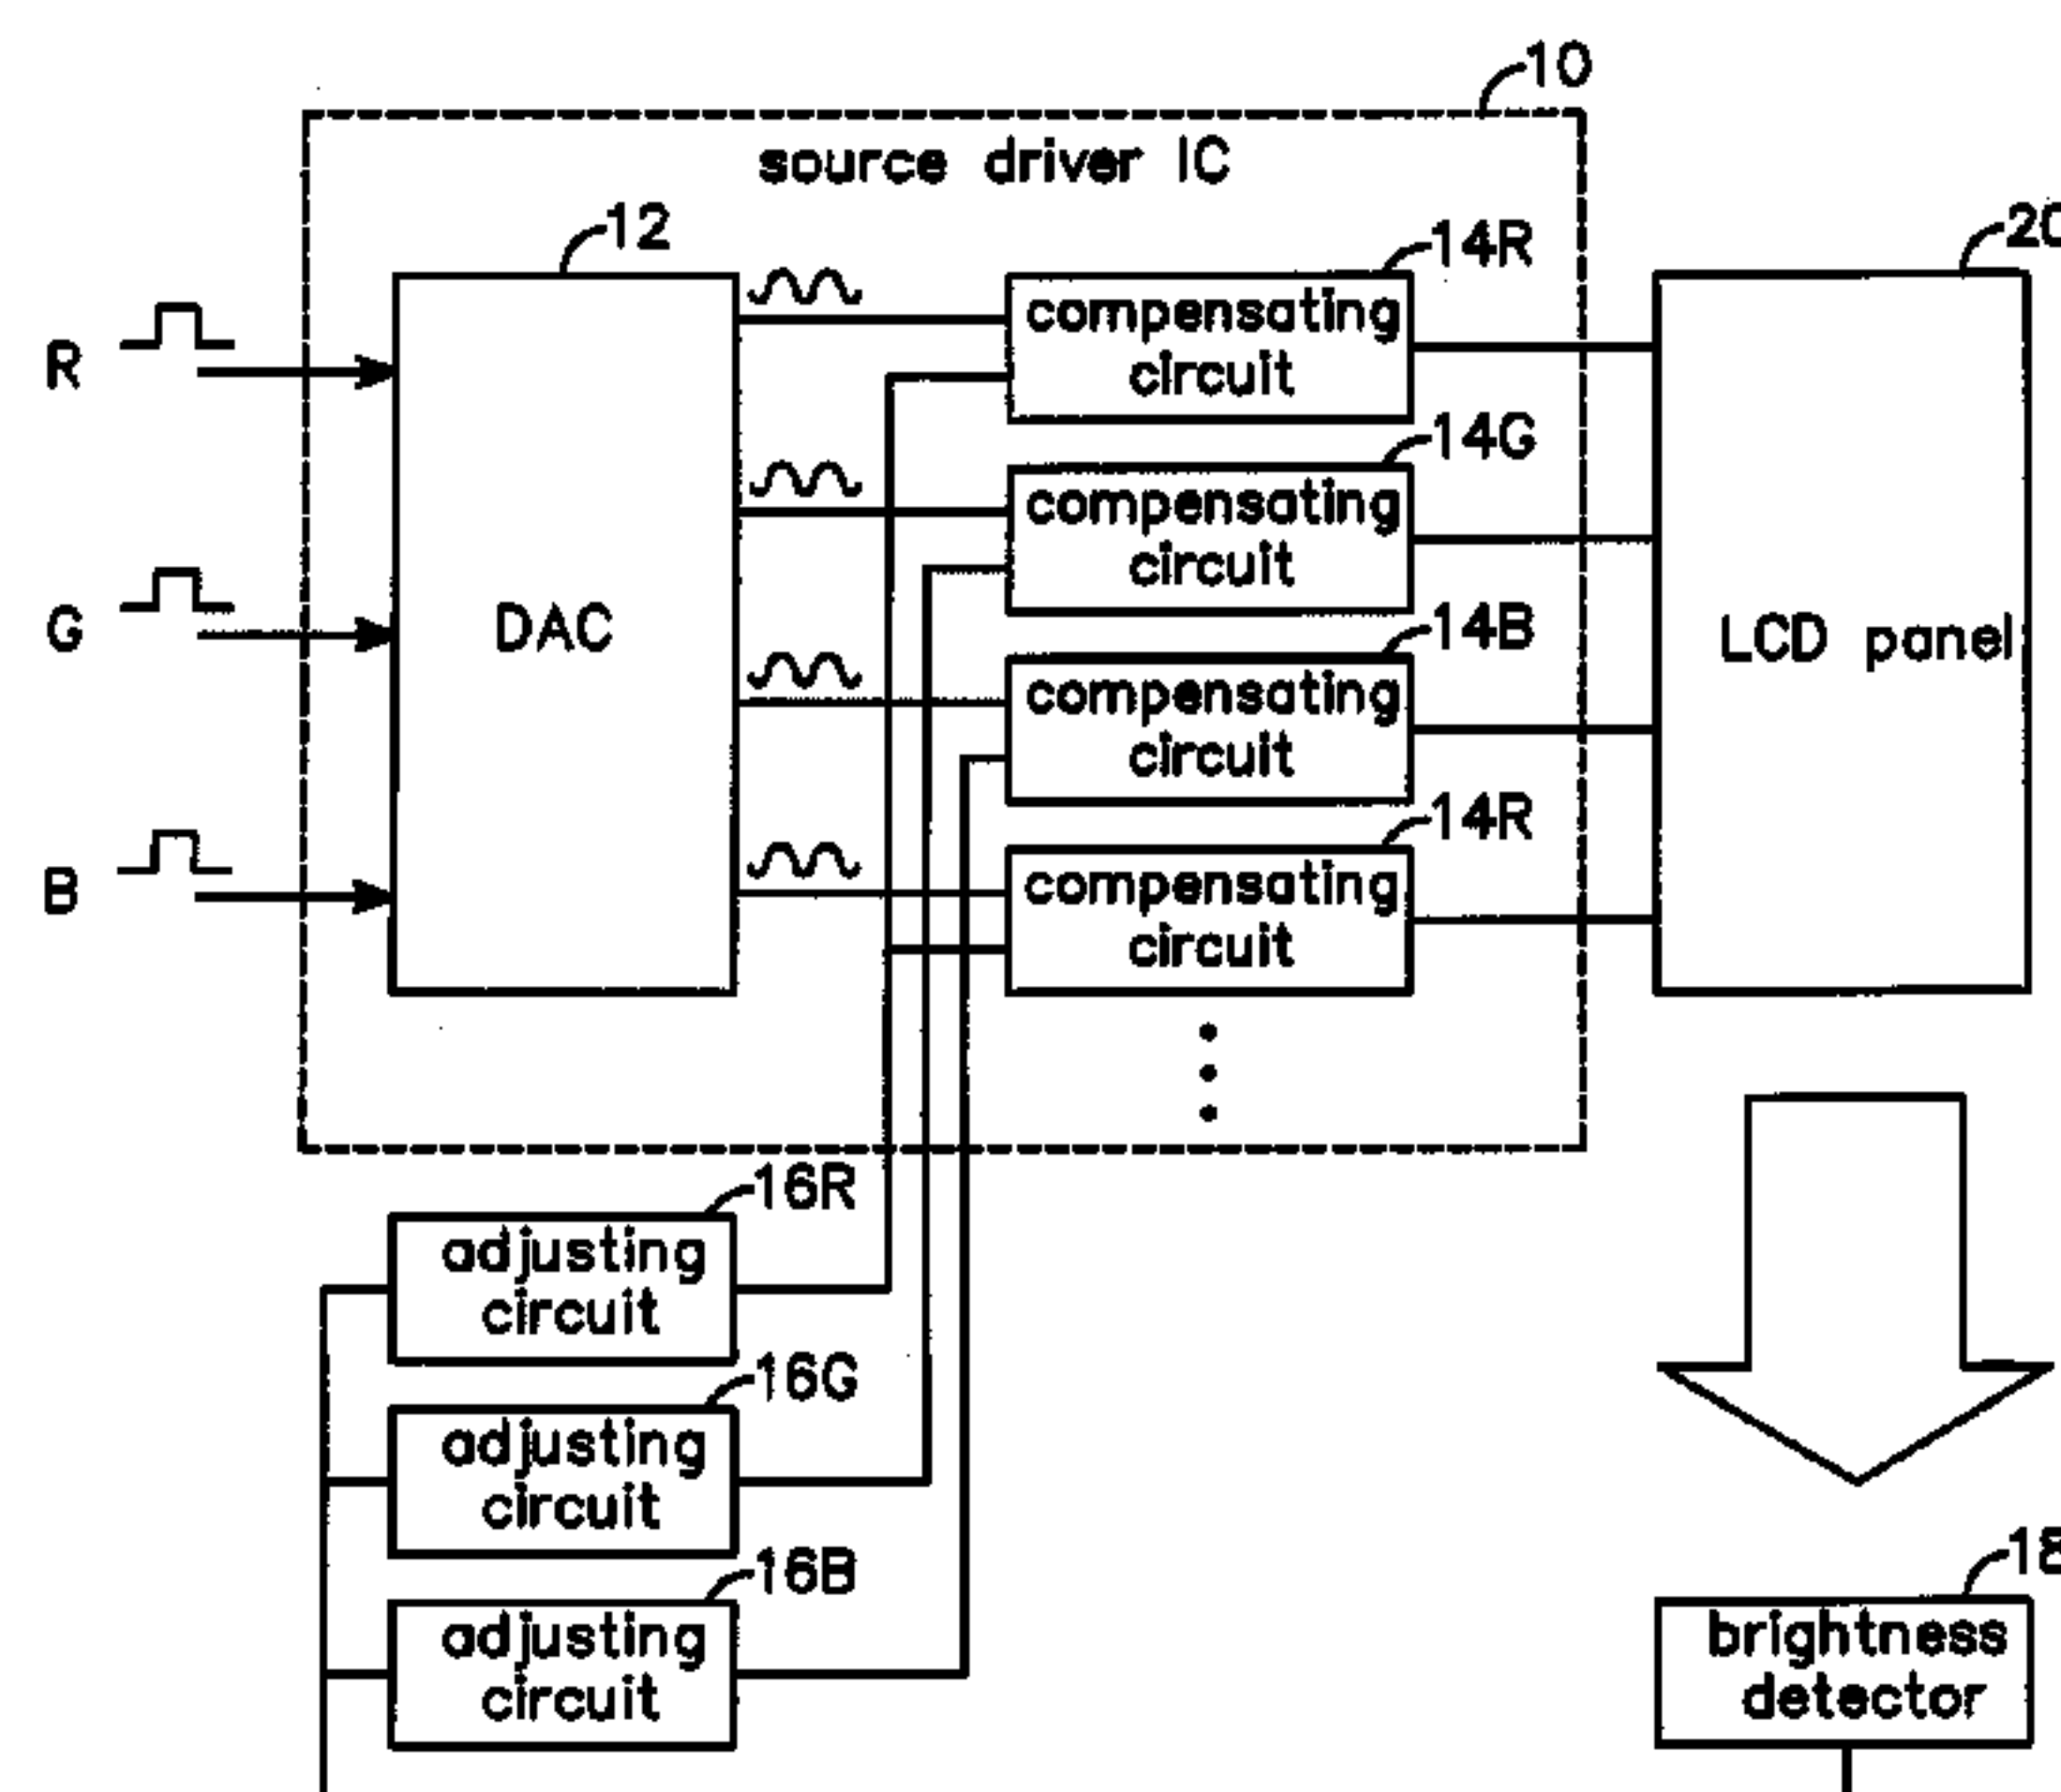 10
source driver IC
12
14R
20
R
compensating
circuit
14G
compensating
circuit
G
DAC
14B
LCD panel
compensating
circuit
14R
B
compensating
circuit
16R
adjusting
circuit
16G
adjusting
circuit
16B
adjusting
circuit
18
brightness
detector